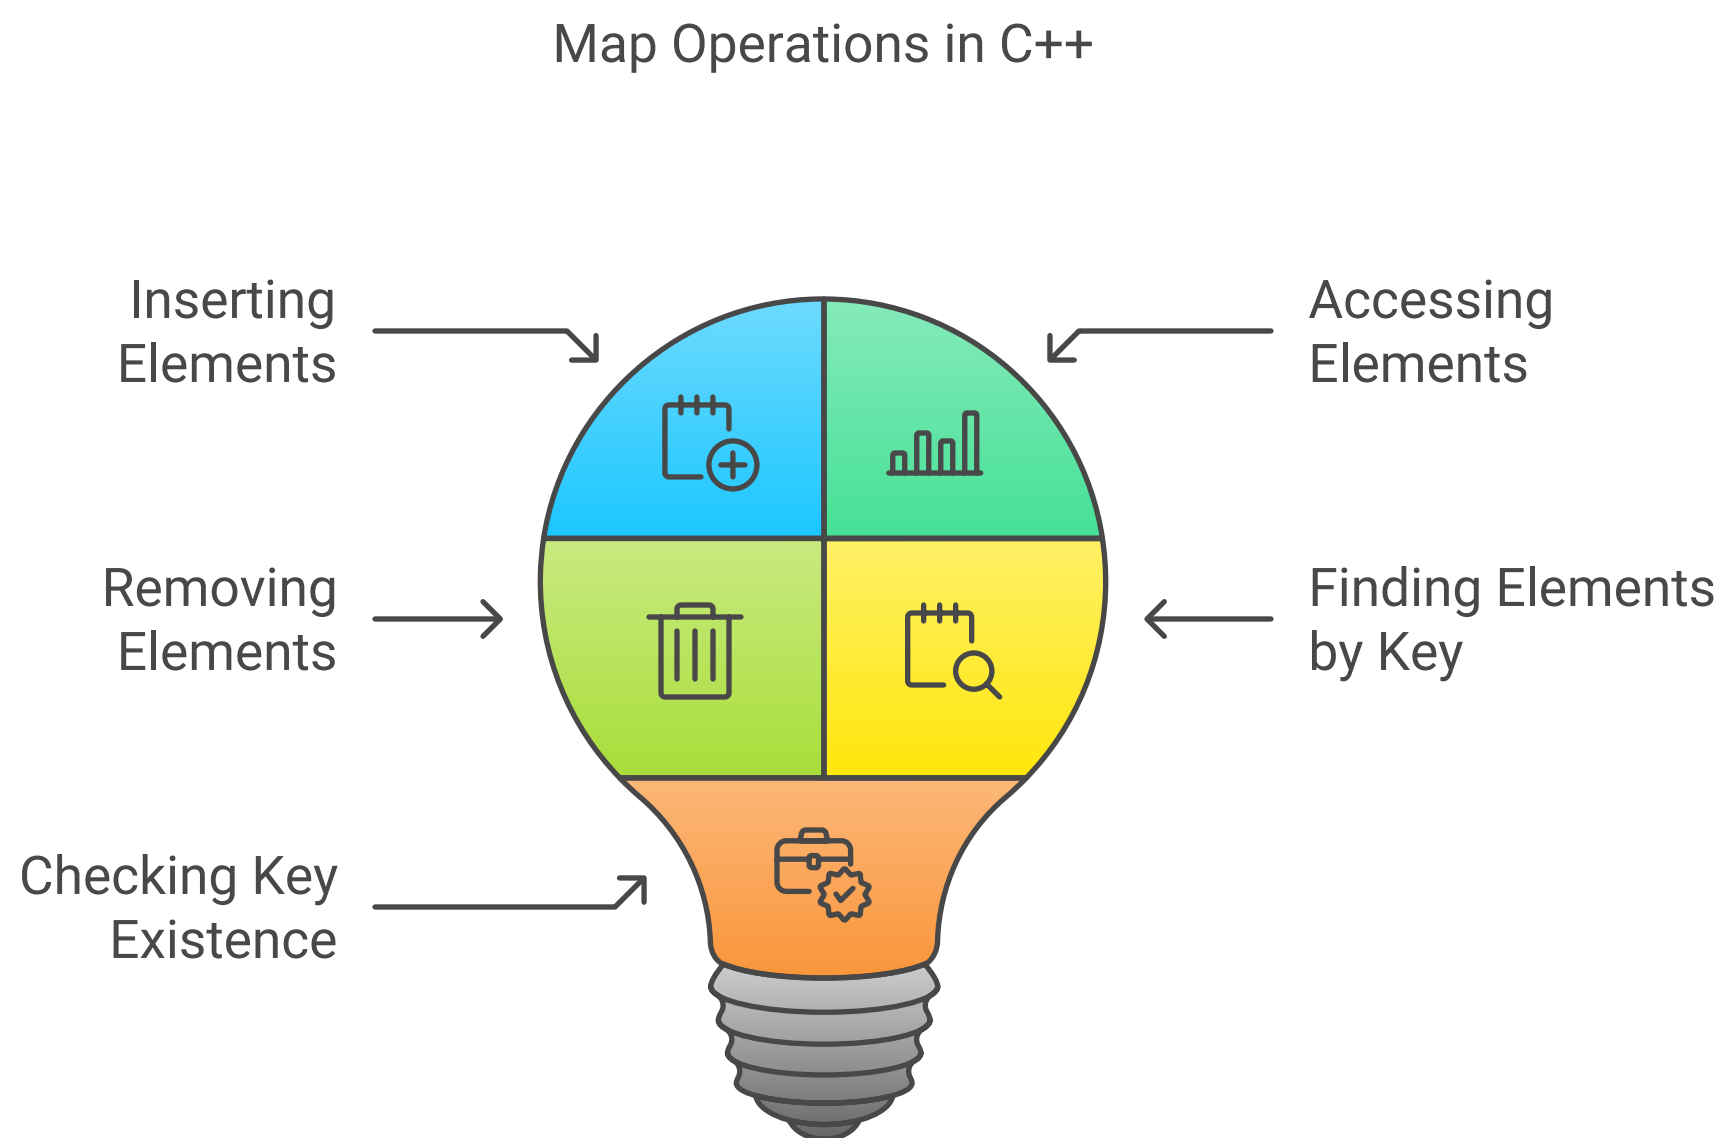 Map Operations in C++
Inserting
Elements
Accessing
Elements
Removing
Elements
Finding Elements
by Key
Checking Key
Existence